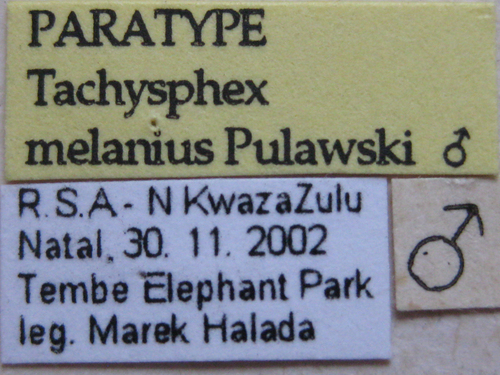 PARATYPE
Tachysphex
melanius Pulawski ♂
R.S.A - N KwazaZulu
Natal, 30. 11. 2002
Tembe Elephant Park
leg. Marek Halada
♂